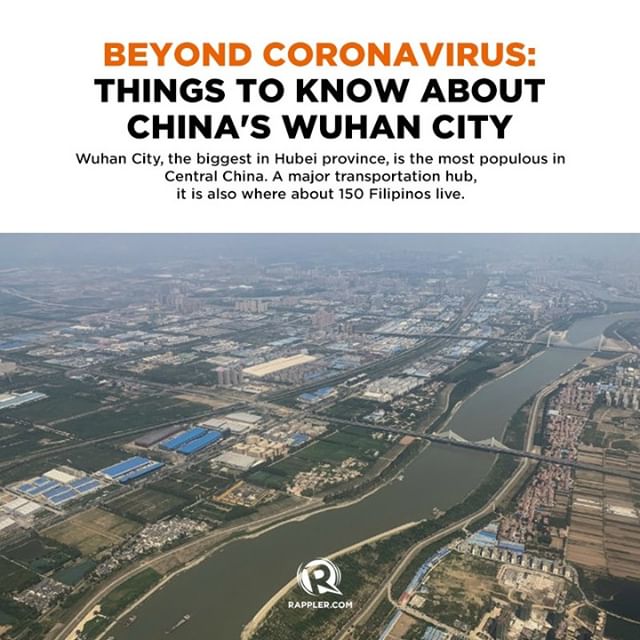 BEYOND CORONAVIRUS:
THINGS TO KNOW ABOUT
CHINA'S WUHAN CITY
Wuhan City, the biggest in Hubei province, is the most populous in
Central China. A major transportation hub,
it is also where about 150 Filipinos live.
R
RAPPLER.COM